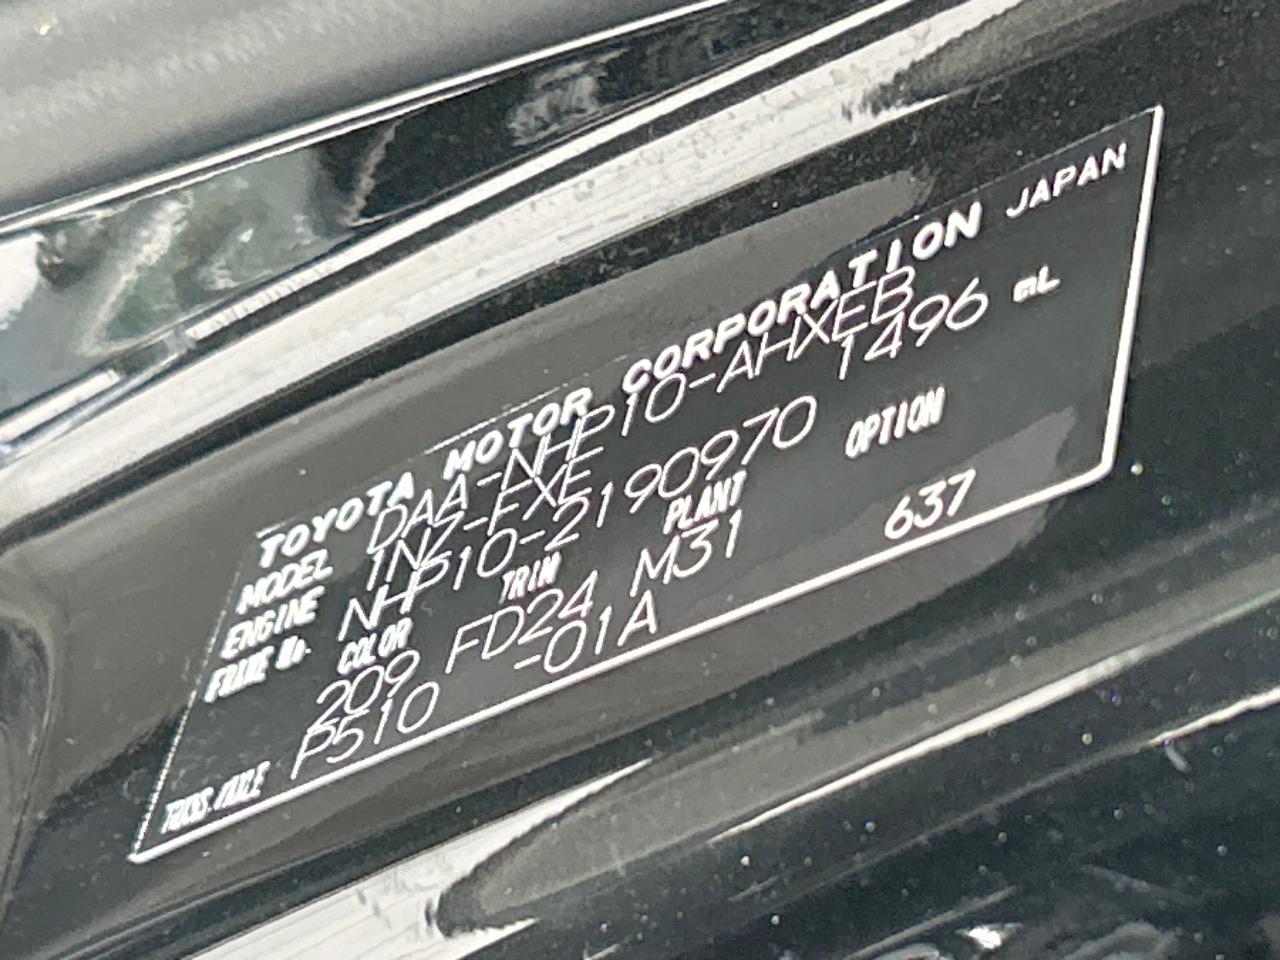 TOYOTA MOTOR CORPORATION JAPAN
MODEL DAA-NHP10-AHXEB
ENGINE 1NZ-FXE 1496 mL
FRAME No. NHP10-2190970
COLOR TRIM PLANT OPTION
209 FD24 M31 637
TRANS./AXLE P510 -01A